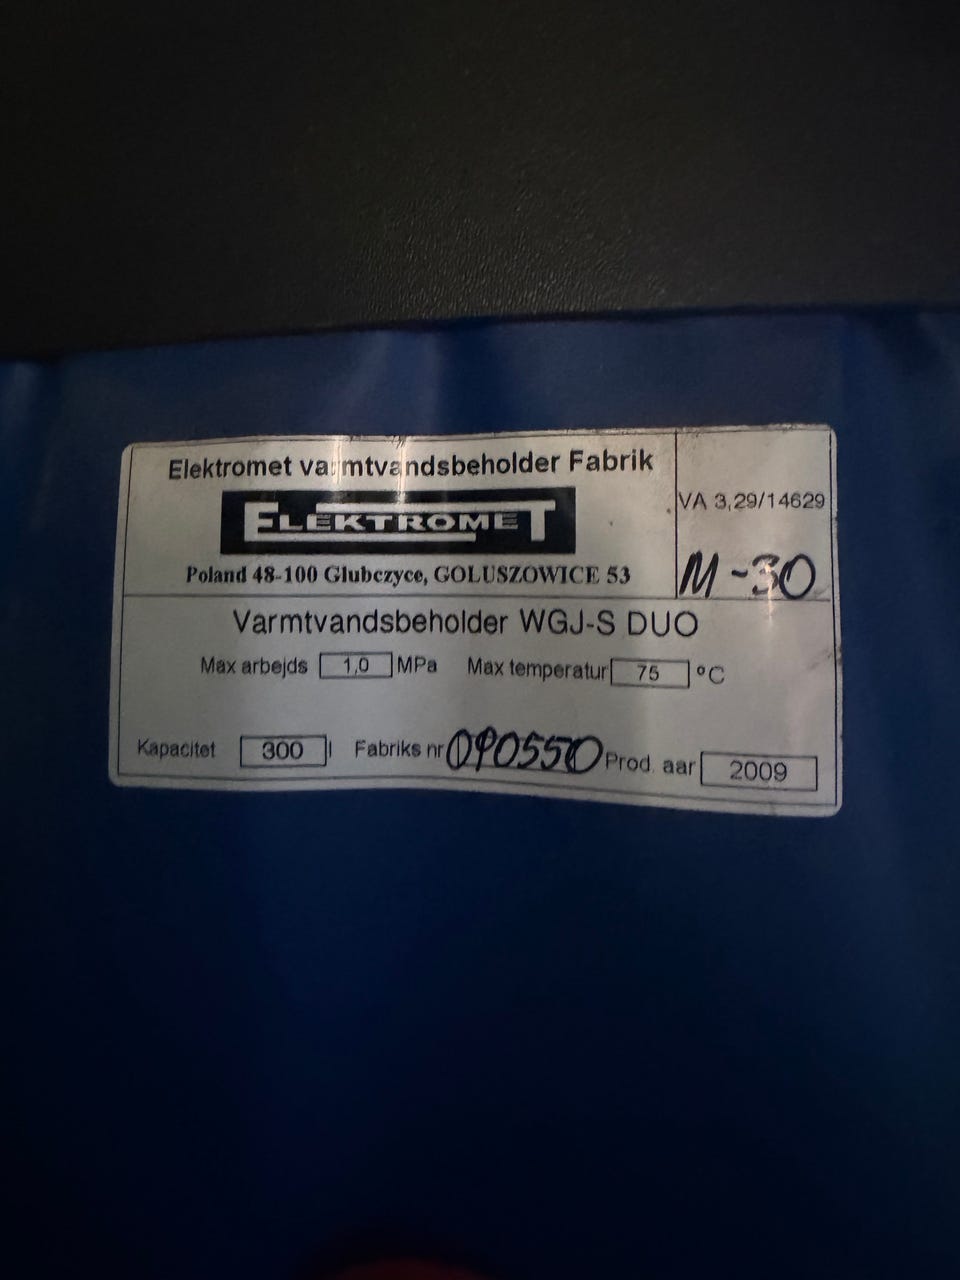 Elektromet varmtvandsbeholder Fabrik
ELEKTROMET
Poland 48-100 Glubczyce, GOLUSZOWICE 53
VA 3,29/14629
M-30
Varmtvandsbeholder WGJ-S DUO
Max arbejds 1,0 MPa Max temperatur 75 °C
Kapacitet 300 l Fabriks nr 090550 Prod. aar 2009